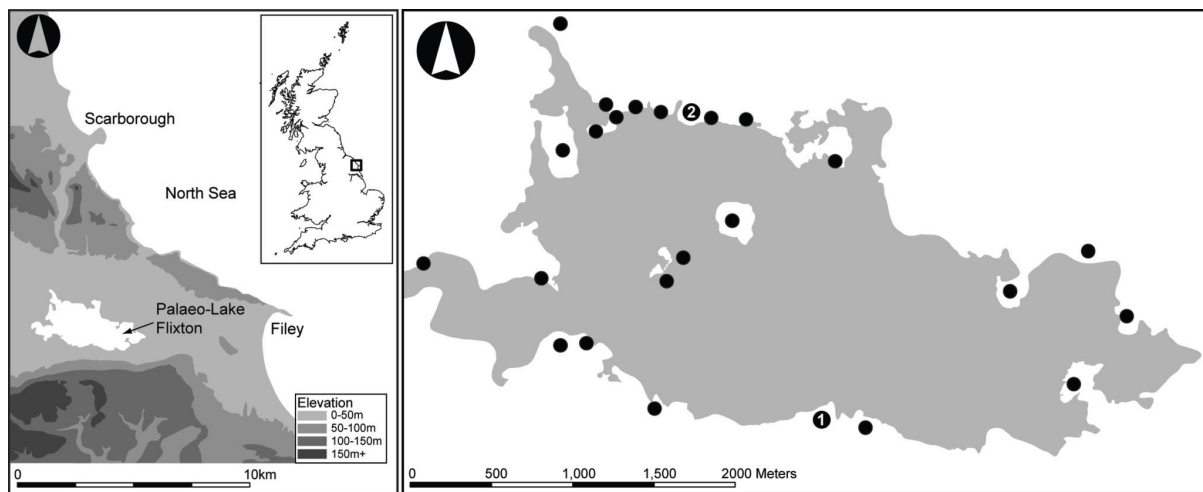 Scarborough
North Sea
Palaeo-Lake
Flixton
Filey
Elevation
0-50m
50-100m
100-150m
150m+
0 10km
2
1
0 500 1,000 1,500 2000 Meters